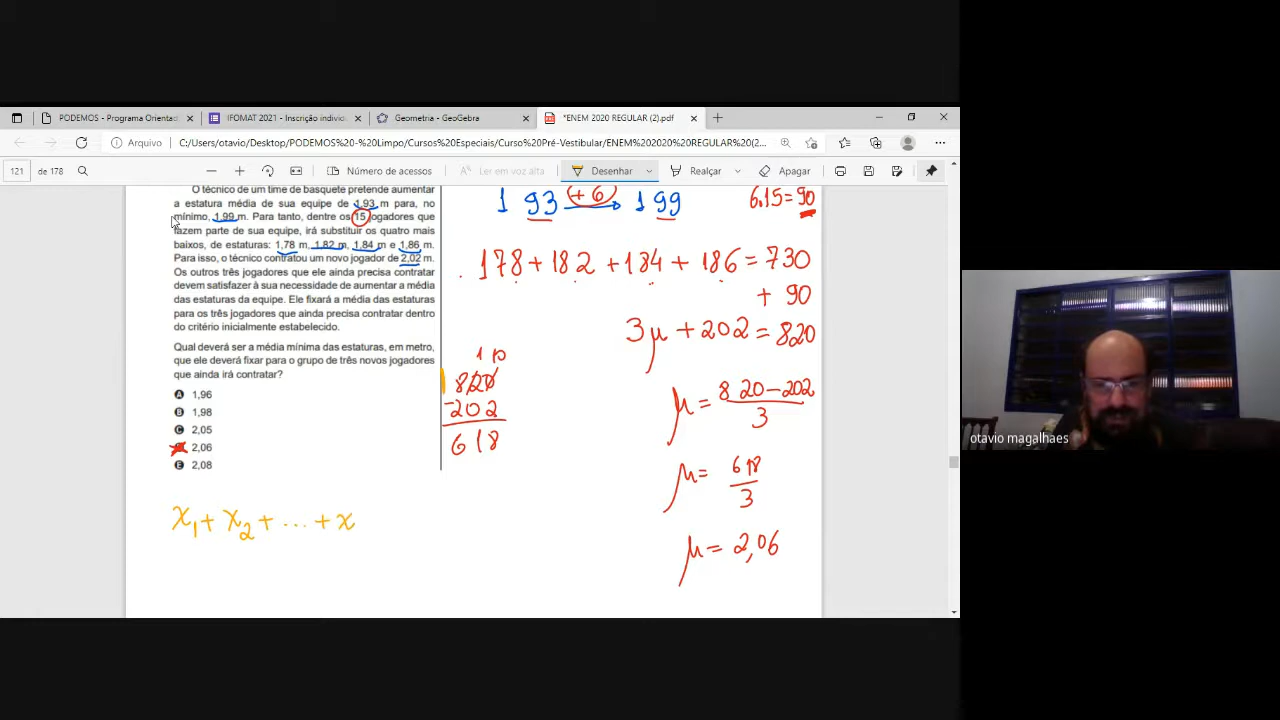 PODEMOS - Programa Orienta
IFOMAT 2021 - Inscrição individ
Geometria - GeoGebra
*ENEM 2020 REGULAR (2).pdf
Arquivo
C:/Users/otavio/Desktop/PODEMOS%20-%20Limpo/Cursos%20Especiais/Curso%20Pré-Vestibular/ENEM%202020%20REGULAR%20(2...
121 de 178
Número de acessos
Ler em voz alta
Desenhar
Realçar
Apagar
O técnico de um time de basquete pretende aumentar
a estatura média de sua equipe de 1,93 m para, no
mínimo, 1,99 m. Para tanto, dentre os 15 jogadores que
fazem parte de sua equipe, irá substituir os quatro mais
baixos, de estaturas: 1,78 m, 1,82 m, 1,84 m e 1,86 m.
Para isso, o técnico contratou um novo jogador de 2,02 m.
Os outros três jogadores que ele ainda precisa contratar
devem satisfazer à sua necessidade de aumentar a média
das estaturas da equipe. Ele fixará a média das estaturas
para os três jogadores que ainda precisa contratar dentro
do critério inicialmente estabelecido.
Qual deverá ser a média mínima das estaturas, em metro,
que ele deverá fixar para o grupo de três novos jogadores
que ainda irá contratar?
A 1,96
B 1,98
C 2,05
2,06
E 2,08
x1 + x2 + ... + x
1 10
820
-202
618
1 93 +6 1 99
6.15=90
178+182+184+186=730
+ 90
3μ+202=820
μ= 820-202
3
μ= 618
3
μ= 2,06
otavio magalhaes